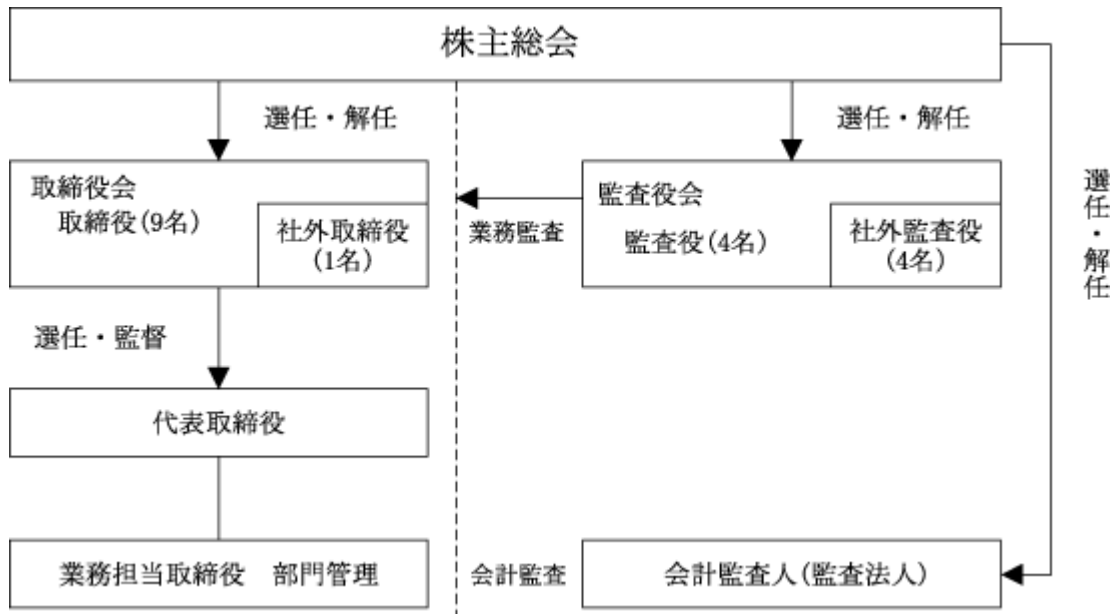 株主総会
選任・解任
選任・解任
取締役会
取締役(9名)
社外取締役
(1名)
業務監査
監査役会
監査役(4名)
社外監査役
(4名)
選任・解任
選任・監督
代表取締役
業務担当取締役　部門管理
会計監査
会計監査人(監査法人)